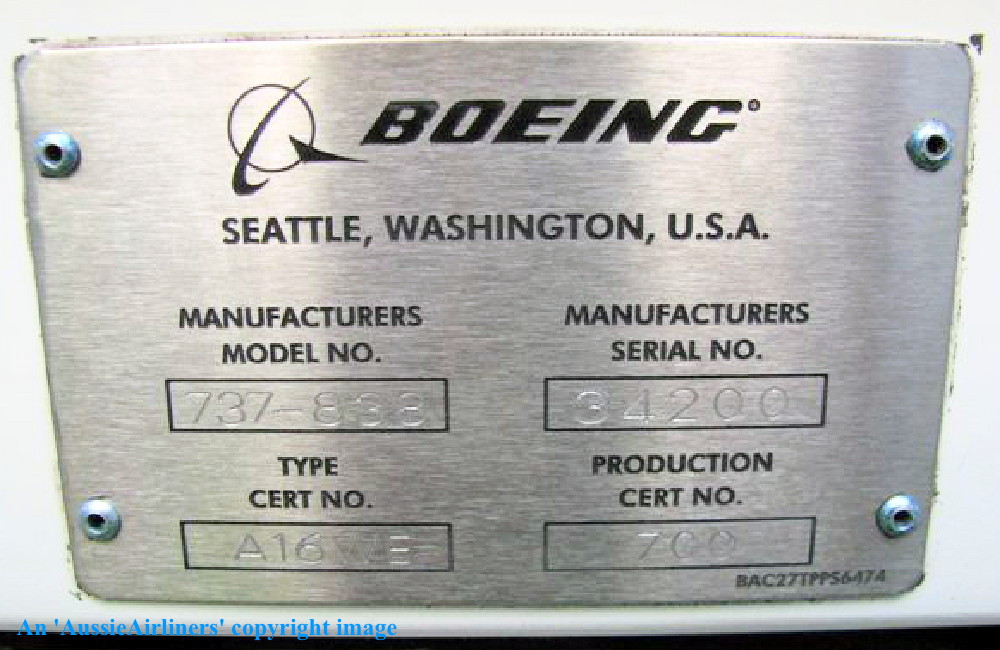 BOEING®
SEATTLE, WASHINGTON, U.S.A.
MANUFACTURERS
MODEL NO.
737-838
MANUFACTURERS
SERIAL NO.
34200
TYPE
CERT NO.
A16WE
PRODUCTION
CERT NO.
700
BAC27TPPS6474
An 'AussieAirliners' copyright image